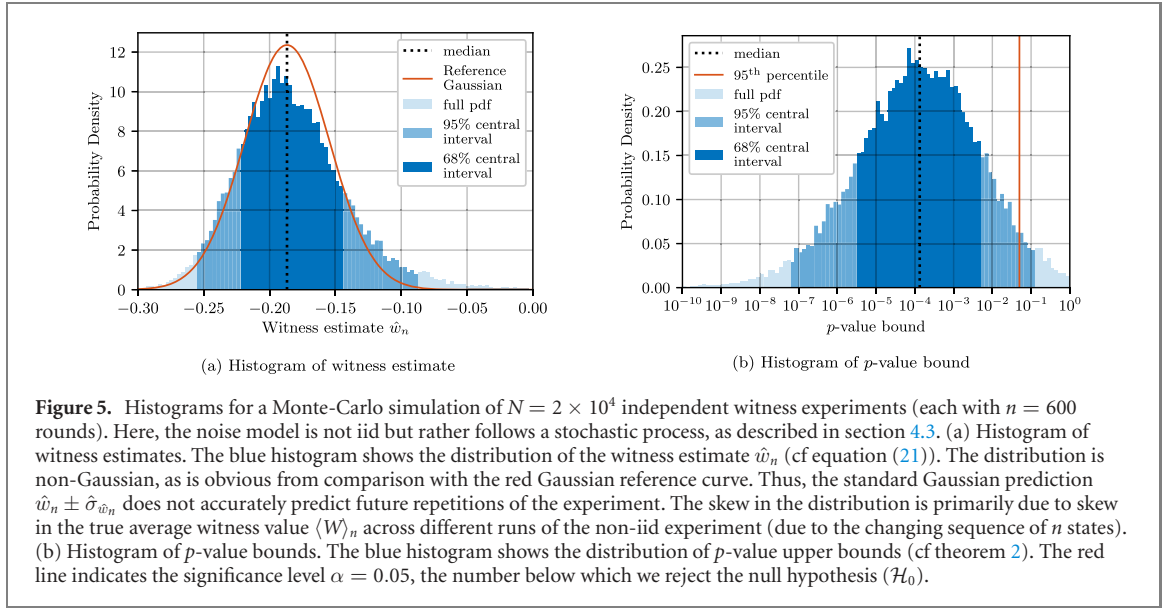 12
10
8
6
4
2
0
Probability Density
−0.30
−0.25
−0.20
−0.15
−0.10
−0.05
0.00
Witness estimate ŵₙ
median
Reference
Gaussian
full pdf
95% central
interval
68% central
interval
(a) Histogram of witness estimate
0.25
0.20
0.15
0.10
0.05
0.00
Probability Density
10⁻¹⁰
10⁻⁹
10⁻⁸
10⁻⁷
10⁻⁶
10⁻⁵
10⁻⁴
10⁻³
10⁻²
10⁻¹
10⁰
p-value bound
median
95ᵗʰ percentile
full pdf
95% central
interval
68% central
interval
(b) Histogram of p-value bound
Figure 5. Histograms for a Monte-Carlo simulation of N = 2 × 10⁴ independent witness experiments (each with n = 600
rounds). Here, the noise model is not iid but rather follows a stochastic process, as described in section 4.3. (a) Histogram of
witness estimates. The blue histogram shows the distribution of the witness estimate ŵₙ (cf equation (21)). The distribution is
non-Gaussian, as is obvious from comparison with the red Gaussian reference curve. Thus, the standard Gaussian prediction
ŵₙ ± σ̂_ŵₙ does not accurately predict future repetitions of the experiment. The skew in the distribution is primarily due to skew
in the true average witness value ⟨W⟩ₙ across different runs of the non-iid experiment (due to the changing sequence of n states).
(b) Histogram of p-value bounds. The blue histogram shows the distribution of p-value upper bounds (cf theorem 2). The red
line indicates the significance level α = 0.05, the number below which we reject the null hypothesis (ℋ₀).